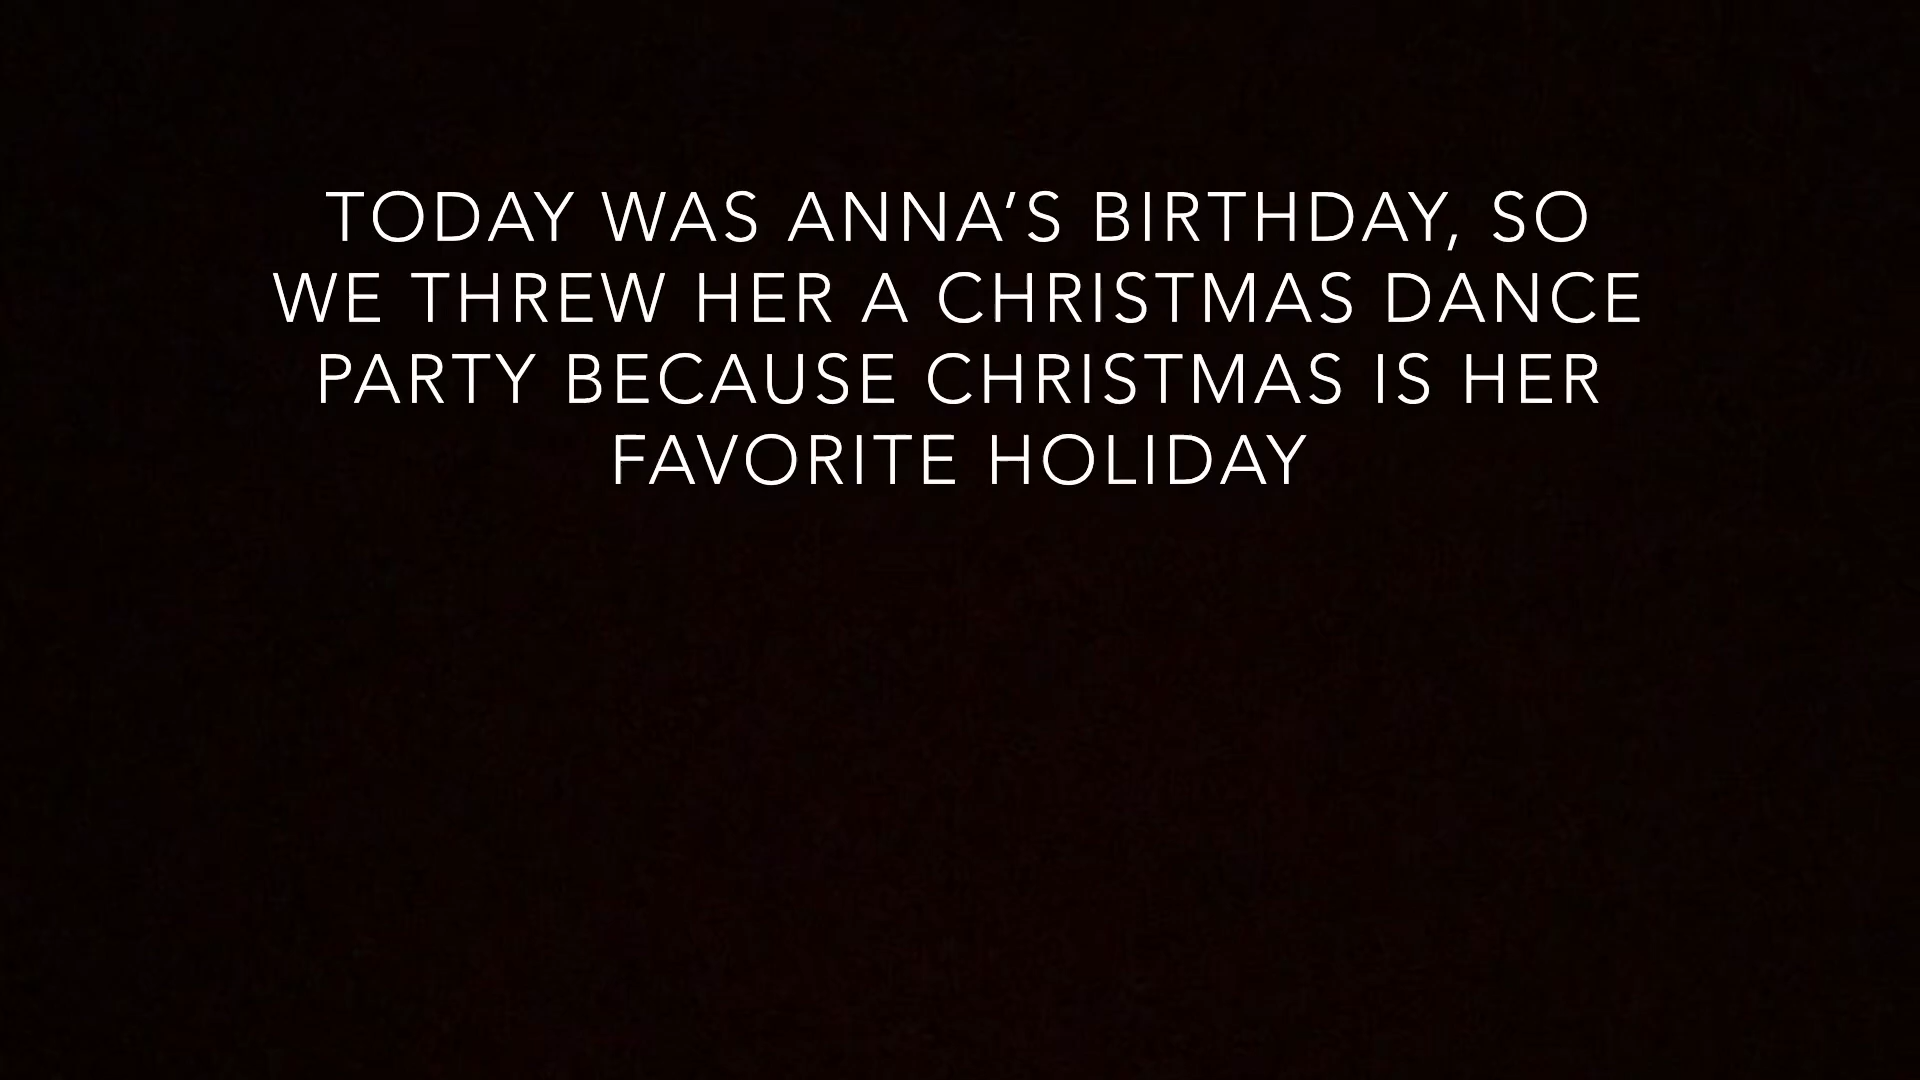 TODAY WAS ANNA’S BIRTHDAY, SO
WE THREW HER A CHRISTMAS DANCE
PARTY BECAUSE CHRISTMAS IS HER
FAVORITE HOLIDAY